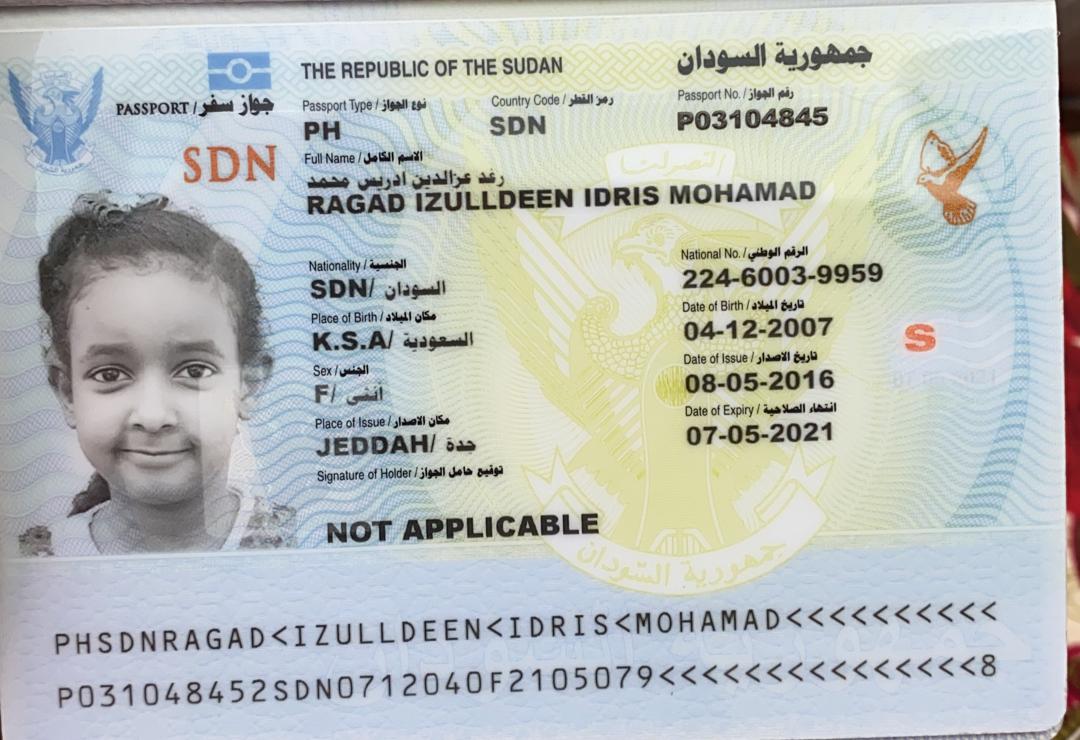 THE REPUBLIC OF THE SUDAN
جمهورية السودان
PASSPORT / جواز سفر
Passport Type / نوع الجواز
Country Code / رمز القطر
Passport No. / رقم الجواز
PH
SDN
P03104845
SDN
Full Name / الاسم الكامل
رغد عزالدين ادريس محمد
RAGAD IZULLDEEN IDRIS MOHAMAD
النصر لنا
Nationality / الجنسية
National No. / الرقم الوطني
SDN/ السودان
224-6003-9959
Place of Birth / مكان الميلاد
Date of Birth / تاريخ الميلاد
K.S.A/ السعودية
04-12-2007
S
Sex / الجنس
Date of Issue / تاريخ الاصدار
F/ انثى
08-05-2016
Place of Issue / مكان الاصدار
Date of Expiry / انتهاء الصلاحية
JEDDAH/ جدة
07-05-2021
Signature of Holder / توقيع حامل الجواز
NOT APPLICABLE
جمهورية السودان
PHSDNRAGAD<IZULLDEEN<IDRIS<MOHAMAD<<<<<<<<<<
P031048452SDN0712040F2105079<<<<<<<<<<<<<<<8